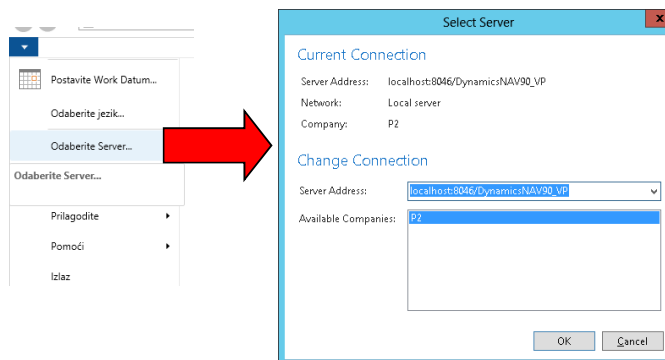 Postavite Work Datum...
Odaberite jezik...
Odaberite Server...
Odaberite Server...
Prilagodite
Pomoći
Izlaz
Select Server
x
Current Connection
Server Address: localhost:8046/DynamicsNAV90_VP
Network: Local server
Company: P2
Change Connection
Server Address: localhost:8046/DynamicsNAV90_VP
Available Companies: P2
OK Cancel